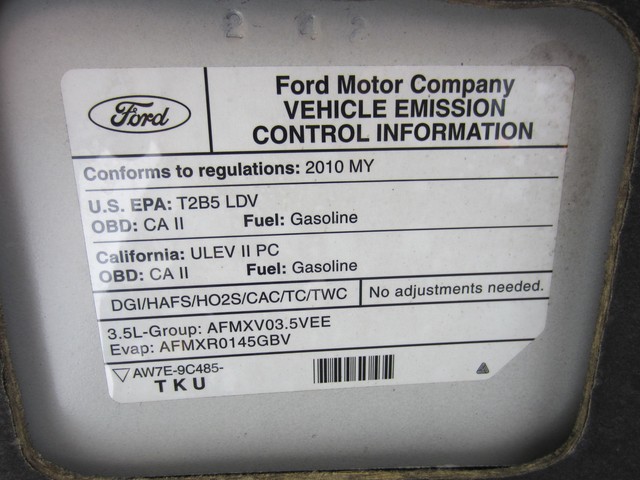 Ford
Ford Motor Company
VEHICLE EMISSION
CONTROL INFORMATION
Conforms to regulations: 2010 MY
U.S. EPA: T2B5 LDV
OBD: CA II Fuel: Gasoline
California: ULEV II PC
OBD: CA II Fuel: Gasoline
DGI/HAFS/HO2S/CAC/TC/TWC No adjustments needed.
3.5L-Group: AFMXV03.5VEE
Evap: AFMXR0145GBV
AW7E-9C485-
TKU